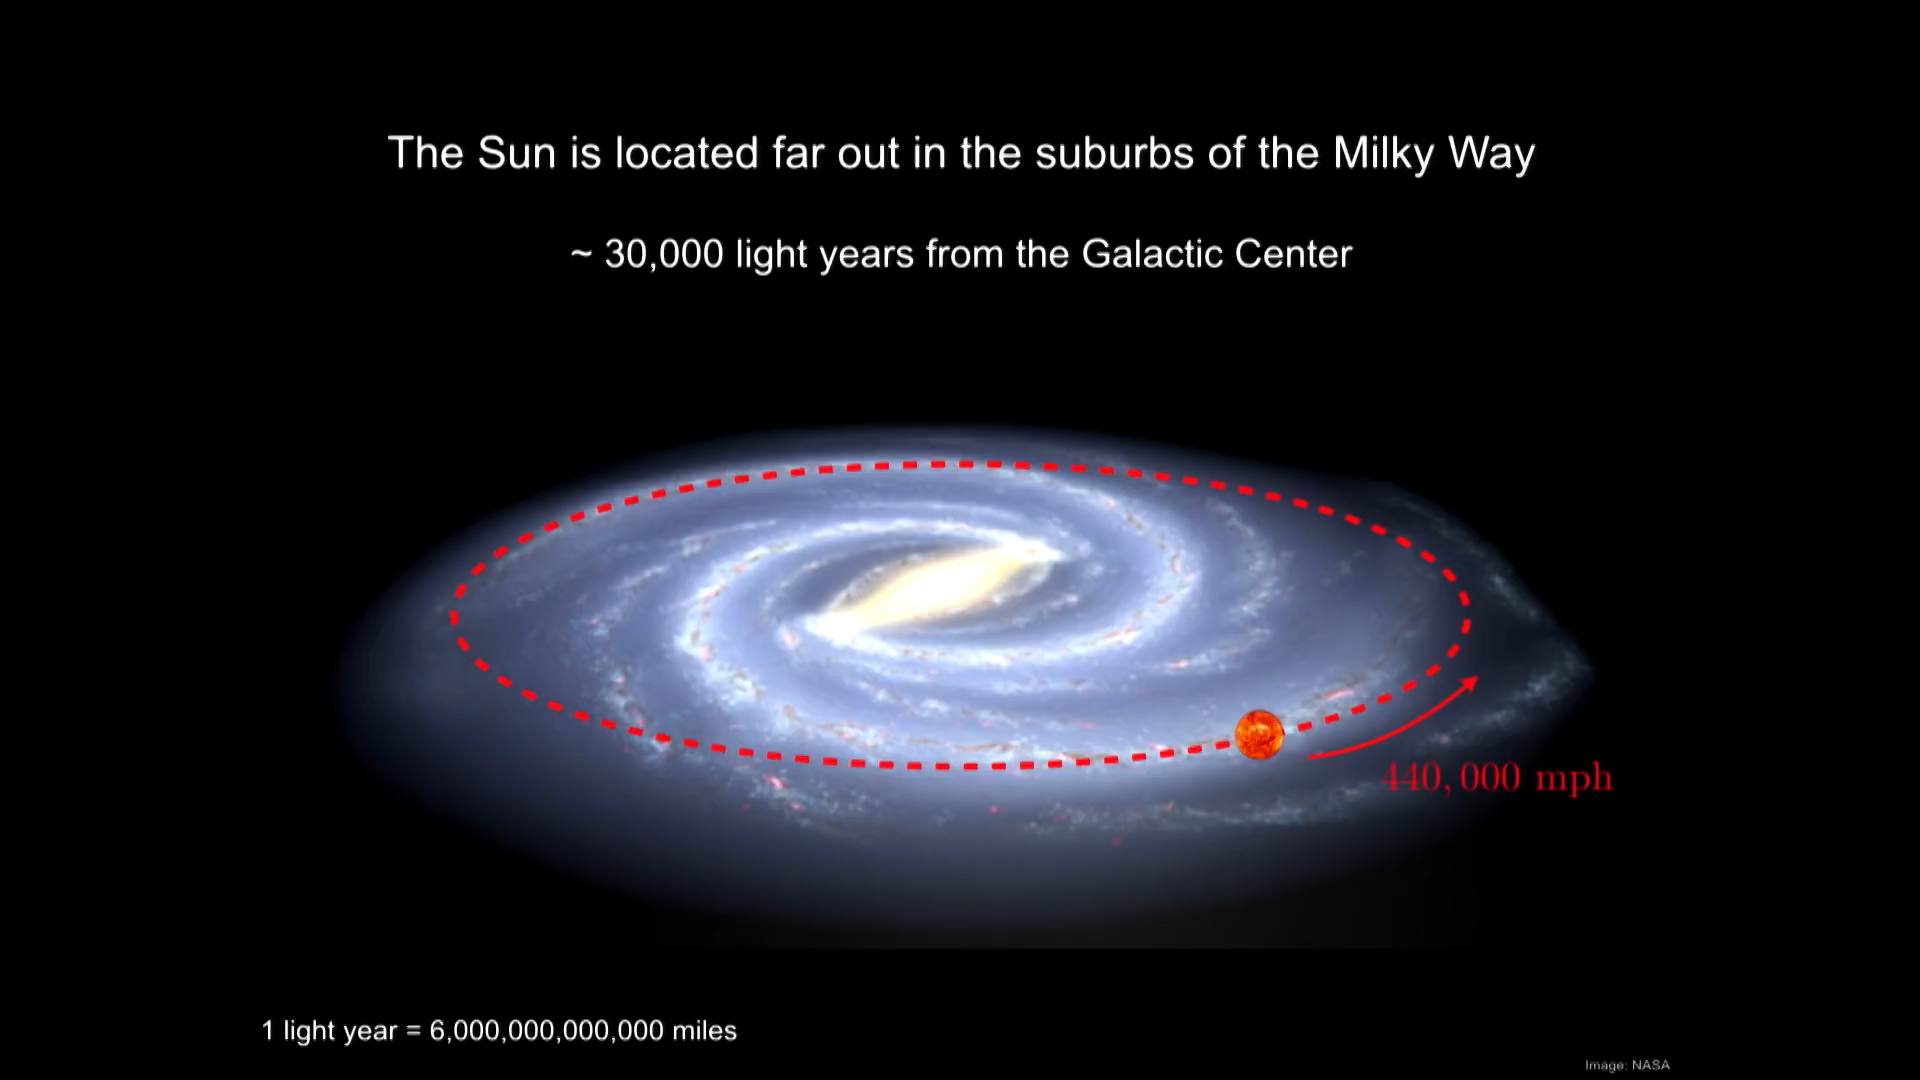 The Sun is located far out in the suburbs of the Milky Way
~ 30,000 light years from the Galactic Center
440,000 mph
1 light year = 6,000,000,000,000 miles
Image: NASA